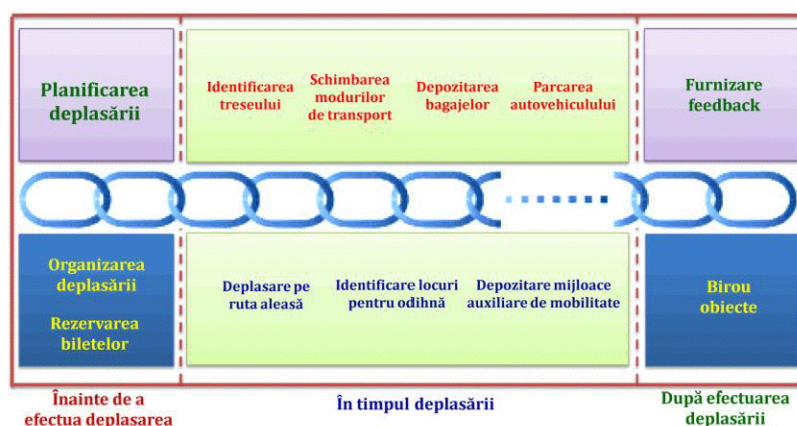 Planificarea
deplasării
Identificarea
treseului
Schimbarea
modurilor
de transport
Depozitarea
bagajelor
Parcarea
autovehiculului
Furnizare
feedback
Organizarea
deplasării
Rezervarea
biletelor
Deplasare pe
ruta aleasă
Identificare locuri
pentru odihnă
Depozitare mijloace
auxiliare de mobilitate
Birou
obiecte
Înainte de a
efectua deplasarea
În timpul deplasării
După efectuarea
deplasării